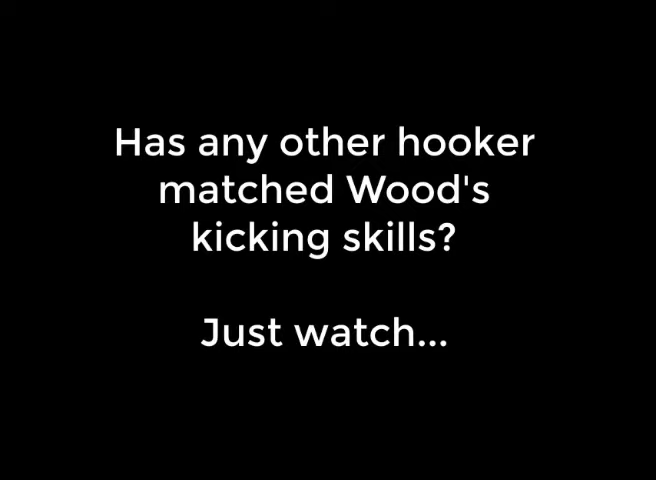 Has any other hooker
matched Wood's
kicking skills?
Just watch...